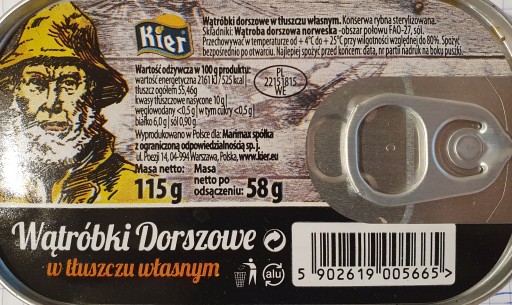 Kier
Wątróbki dorszowe w tłuszczu własnym. Konserwa rybna sterylizowana.
Składniki: Wątroba dorszowa norweska -obszar połowu FAO-27, sól.
Przechowywać w temperaturze od + 4°C do + 25°C przy wilgotności względnej do 80%. Spożyć
bezpośrednio po otwarciu. Najlepiej spożyć przed końcem: data, nr partii nadruk na boku puszki.
Wartość odżywcza w 100 g produktu:
wartość energetyczna 2161 kJ / 525 kcal
tłuszcz ogółem 55,46g
kwasy tłuszczowe nasycone 10 g
węglowodany <0,5 g w tym cukry <0,5 g
białko 6,0 g sól 0,90 g
PL
22151815
WE
Wyprodukowano w Polsce dla: Marimax spółka
z ograniczoną odpowiedzialnością sp. j.
ul. Poezji 14, 04-994 Warszawa, Polska, www.kier.eu
Masa netto: 115 g
Masa netto po odsączeniu: 58 g
Wątróbki Dorszowe
w tłuszczu własnym
alu
5 902619 005665 >